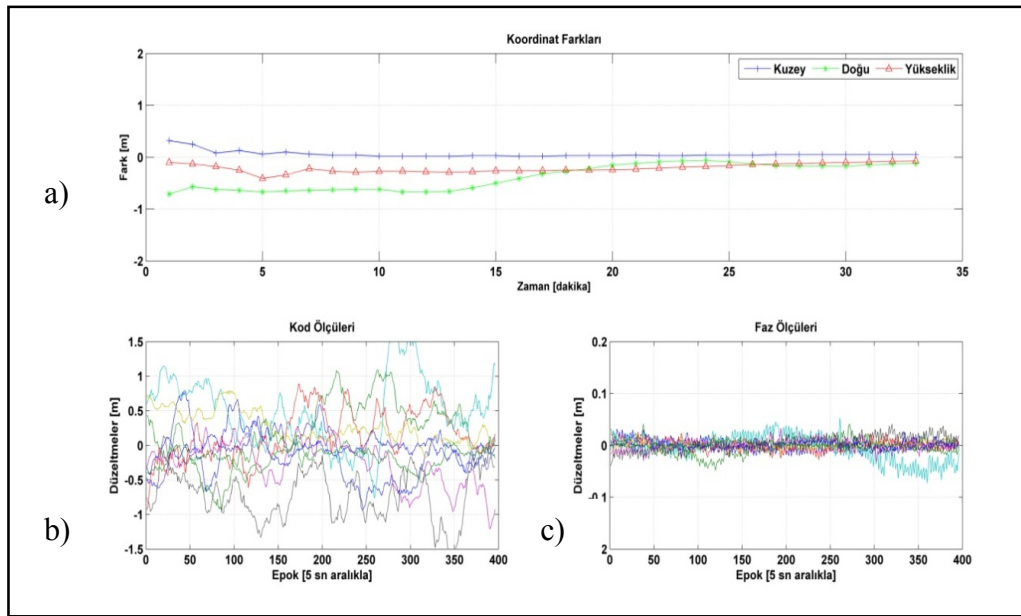 Koordinat Farkları
2
1
0
-1
-2
Fark [m]
Kuzey Doğu Yükseklik
0 5 10 15 20 25 30 35
Zaman [dakika]
a)
Kod Ölçüleri
1.5
1
0.5
0
-0.5
-1
-1.5
Düzeltmeler [m]
0 50 100 150 200 250 300 350 400
Epok [5 sn aralıkla]
b)
Faz Ölçüleri
0.2
0.1
0
-0 1
2
Düzeltmeler [m]
0 50 100 150 200 250 300 350 400
Epok [5 sn aralıkla]
c)